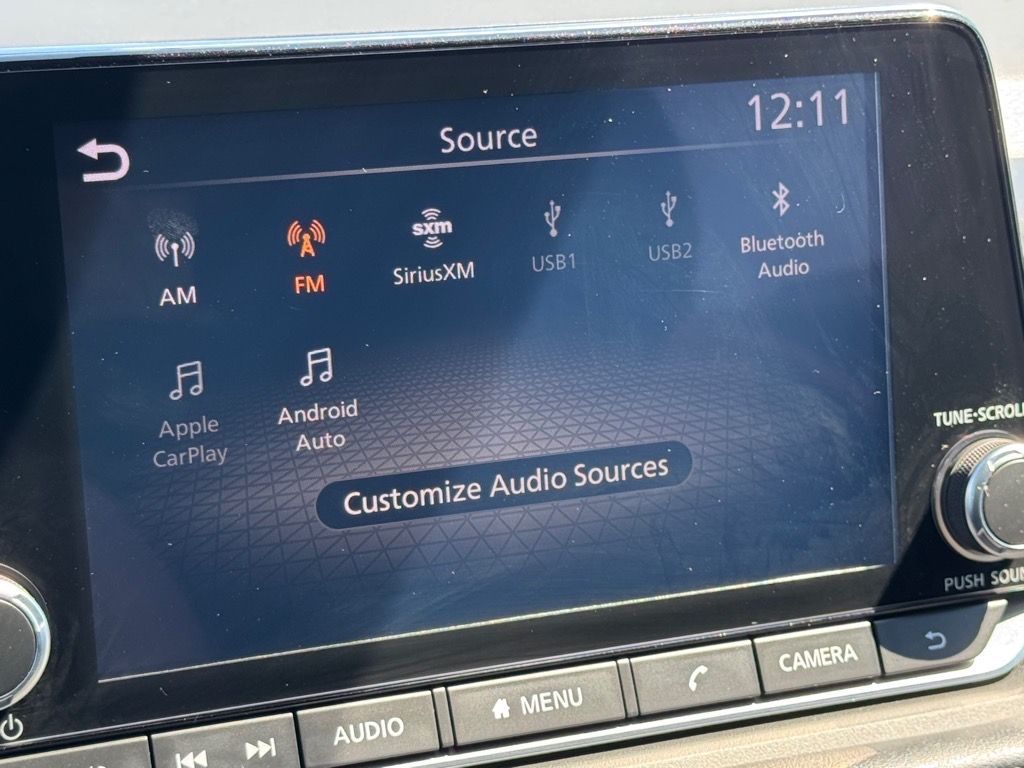 Source
12:11
AM
FM
sxm
SiriusXM
USB1
USB2
Bluetooth
Audio
Apple
CarPlay
Android
Auto
Customize Audio Sources
TUNE·SCROLL
PUSH SOUN
AUDIO
MENU
CAMERA